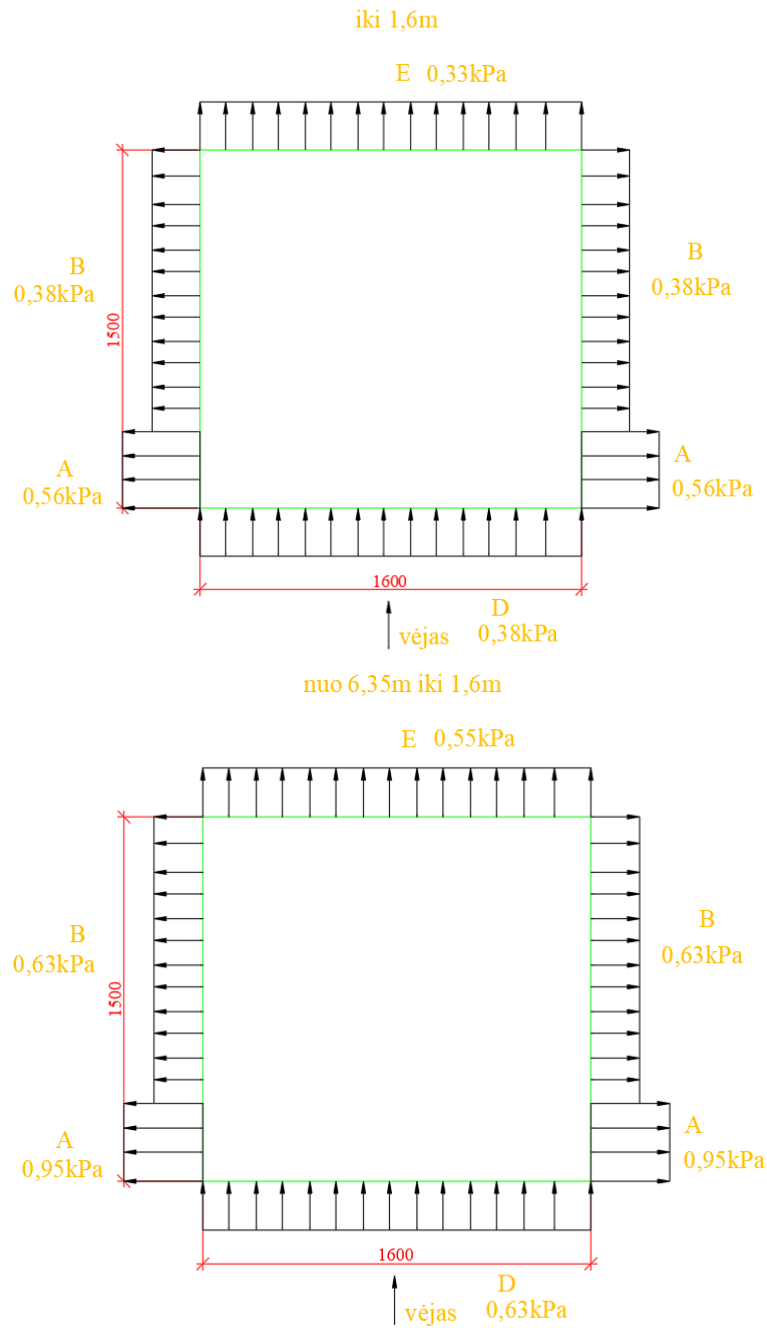 iki 1,6m
E 0,33kPa
B
0,38kPa
B
0,38kPa
1500
A
0,56kPa
A
0,56kPa
1600
D
vėjas
0,38kPa
nuo 6,35m iki 1,6m
E 0,55kPa
B
0,63kPa
B
0,63kPa
1500
A
0,95kPa
A
0,95kPa
1600
D
vėjas
0,63kPa